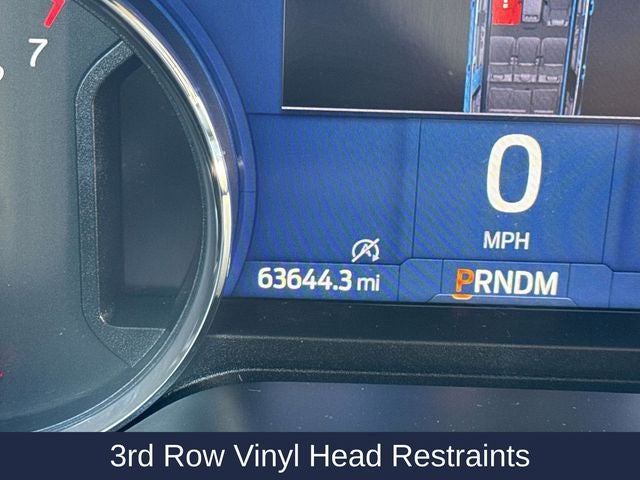 7
0
MPH
63644.3 mi
PRNDM
3rd Row Vinyl Head Restraints